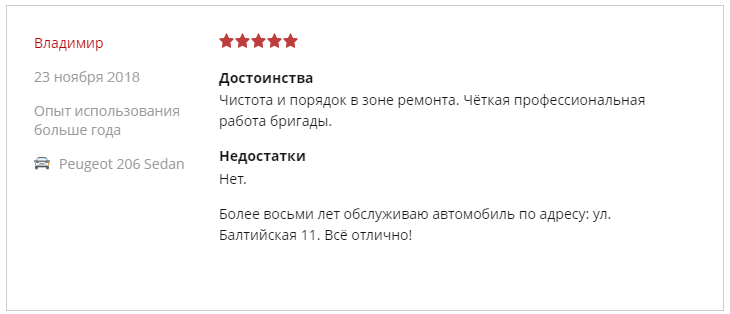 Владимир
23 ноября 2018
Опыт использования
больше года
Peugeot 206 Sedan
Достоинства
Чистота и порядок в зоне ремонта. Чёткая профессиональная
работа бригады.
Недостатки
Нет.
Более восьми лет обслуживаю автомобиль по адресу: ул.
Балтийская 11. Всё отлично!